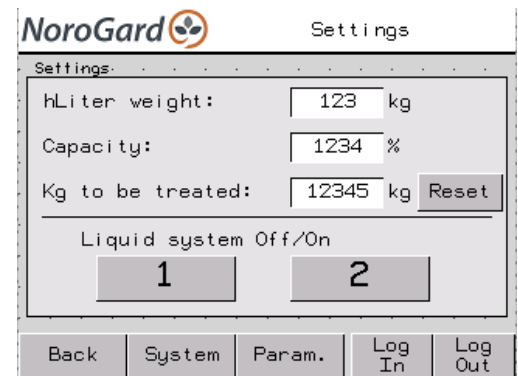 NoroGard Settings
Settings
hLiter weight: 123 kg
Capacity: 1234 %
Kg to be treated: 12345 kg Reset
Liquid system Off/On
1 2
Back System Param. Log In Log Out